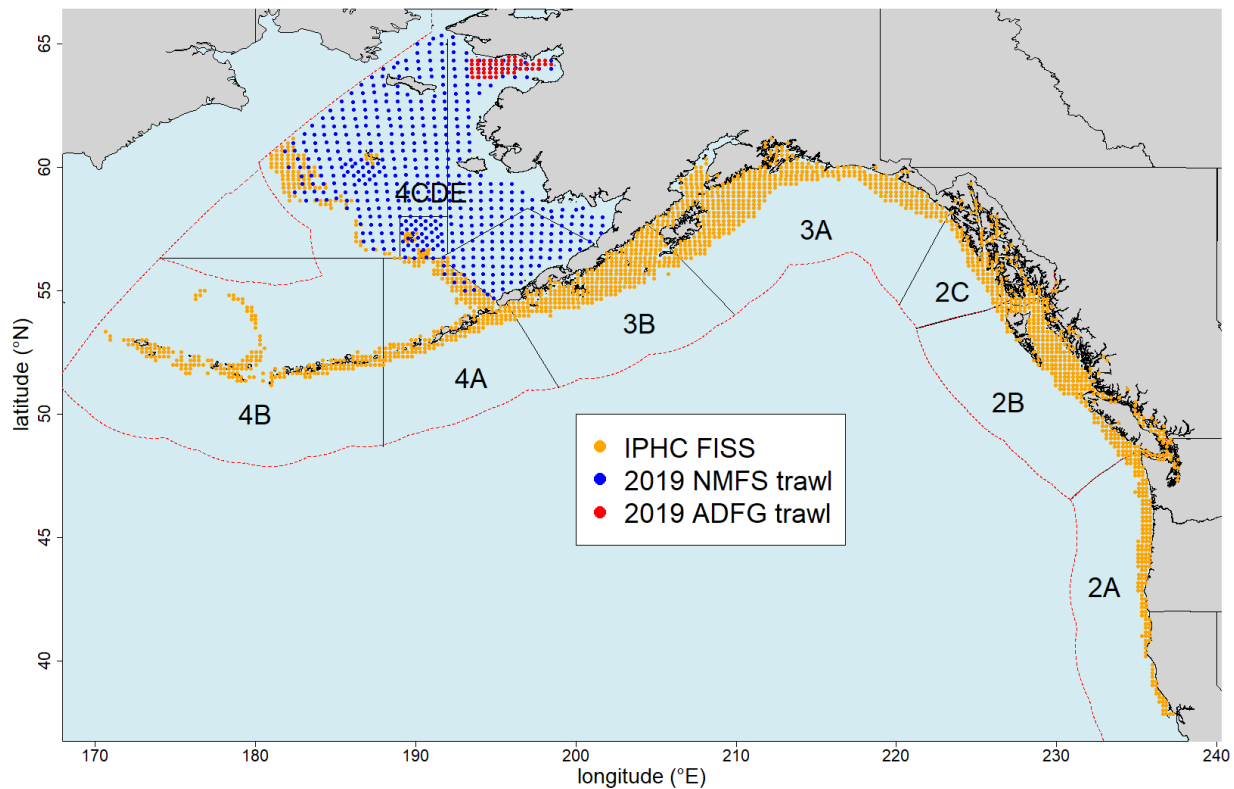 65
60
55
50
45
40
latitude (°N)
4CDE
3A
2C
3B
4A
2B
4B
IPHC FISS
2019 NMFS trawl
2019 ADFG trawl
2A
170
180
190
200
210
220
230
240
longitude (°E)